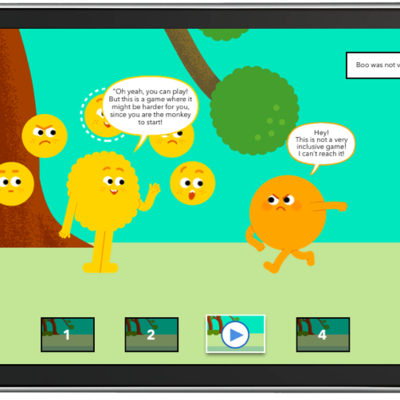 Boo was not v
"Oh yeah, you can play!
But this is a game where it
might be harder for you,
since you are the monkey
to start!
Hey!
This is not a very
inclusive game!
I can't reach it!
1
2
4